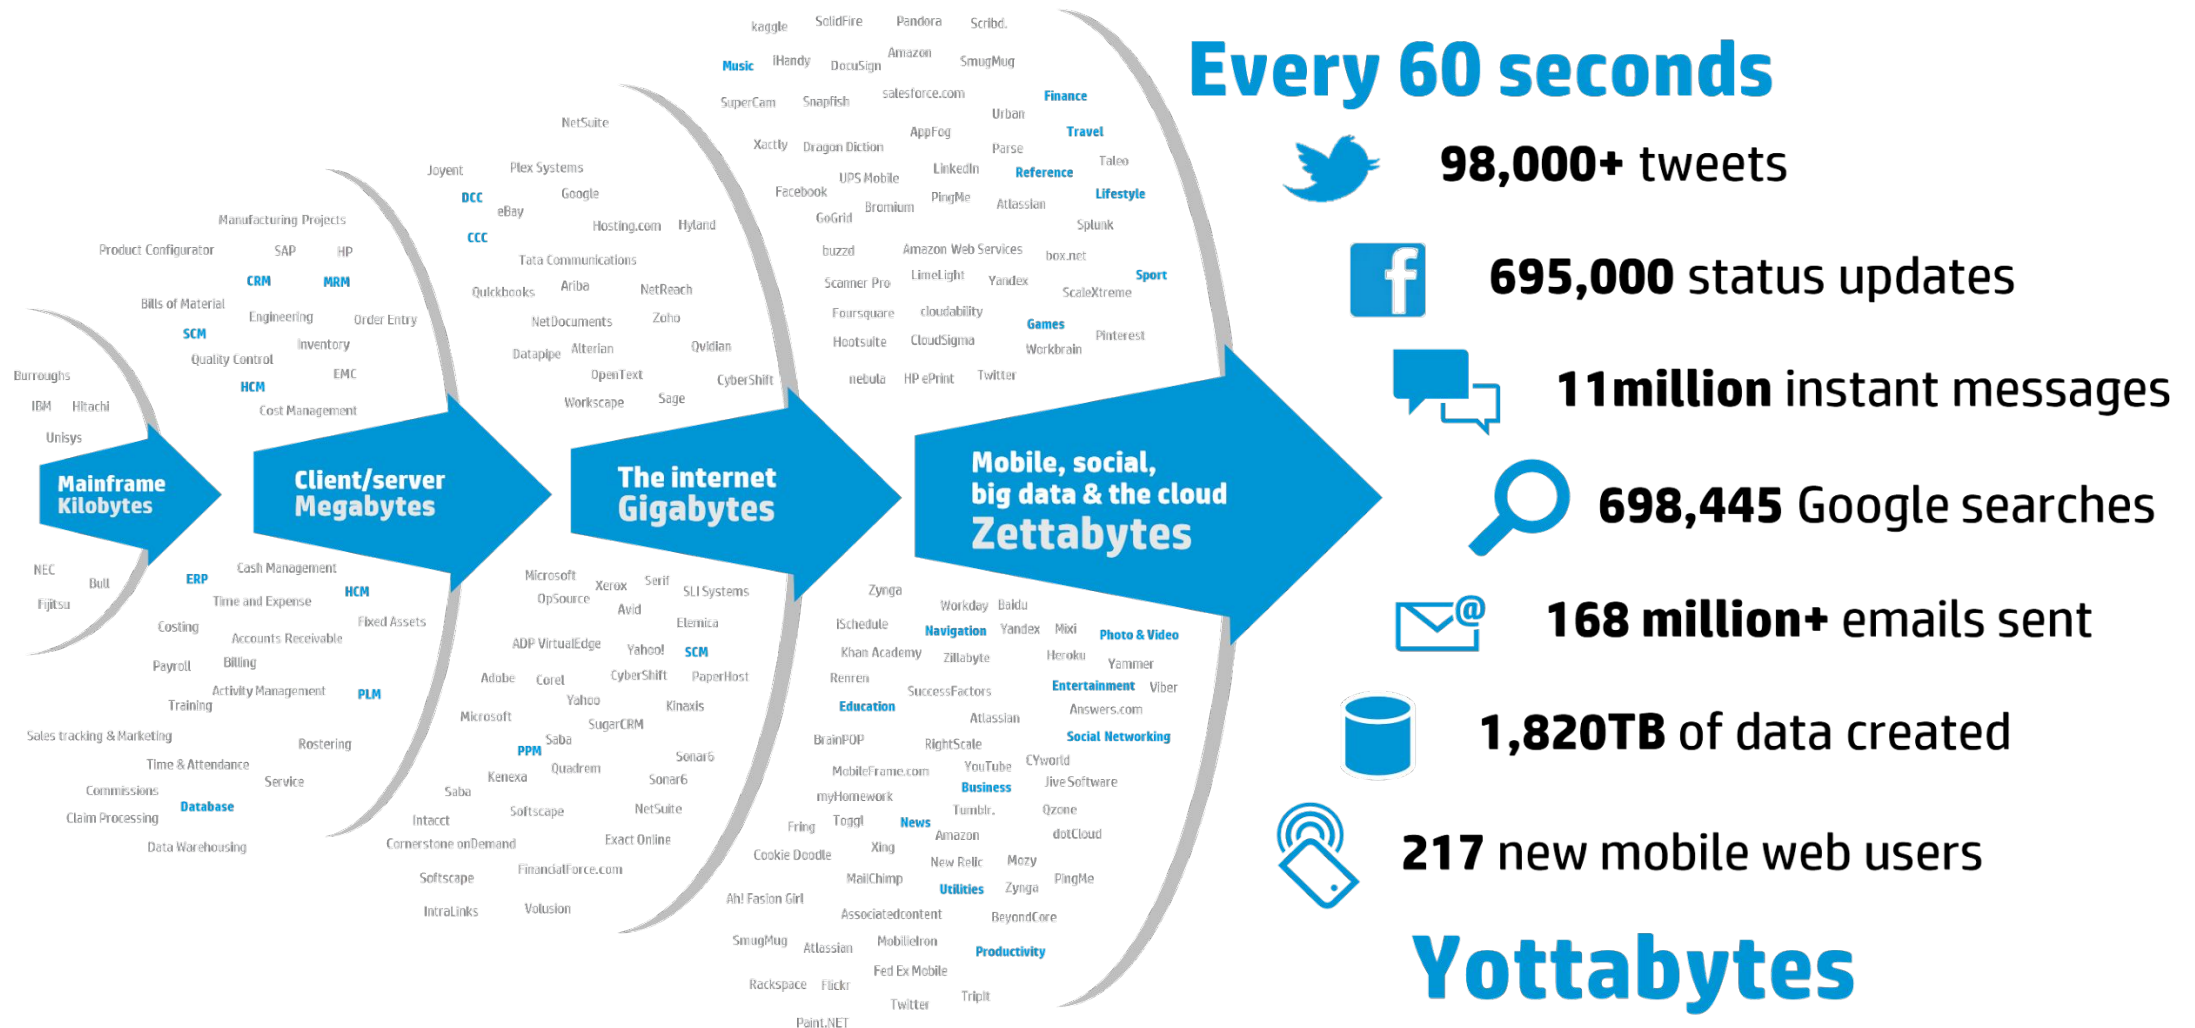 Burroughs
IBM Hitachi
Unisys
Mainframe
Kilobytes
NEC
Bull
Fijitsu
Manufacturing Projects
Product Configurator SAP HP
CRM MRM
Bills of Material
Engineering Order Entry
SCM
Inventory
Quality Control
EMC
HCM
Cost Management
Client/server
Megabytes
Cash Management
ERP
HCM
Time and Expense
Fixed Assets
Costing
Accounts Receivable
Billing
Payroll
Activity Management PLM
Training
Sales tracking & Marketing
Rostering
Time & Attendance
Service
Commissions
Database
Claim Processing
Data Warehousing
NetSuite
Joyent Plex Systems
DCC Google
eBay
Hosting.com Hyland
CCC
Tata Communications
Quickbooks Ariba NetReach
NetDocuments Zoho
Datapipe Alterian Qvidian
OpenText CyberShift
Workscape Sage
The internet
Gigabytes
Microsoft Xerox Serif
OpSource SLI Systems
Avid
Elemica
ADP VirtualEdge Yahoo! SCM
Adobe Corel CyberShift PaperHost
Yahoo Kinaxis
Microsoft SugarCRM
Saba
PPM Sonar6
Quadrem
Kenexa Sonar6
Saba
Softscape NetSuite
Intacct
Cornerstone onDemand Exact Online
FinancialForce.com
Softscape
IntraLinks Volusion
kaggle SolidFire Pandora Scribd.
Amazon
Music IHandy DocuSign SmugMug
SuperCam Snapfish salesforce.com Finance
Urban
AppFog Travel
Xactly Dragon Diction Parse
Taleo
LinkedIn Reference
UPS Mobile
Facebook PingMe Lifestyle
Bromium Atlassian
GoGrid Splunk
buzzd Amazon Web Services box.net
Scanner Pro LimeLight Yandex Sport
ScaleXtreme
Foursquare cloudability
Games
Hootsuite CloudSigma Pinterest
Workbrain
nebula HP ePrint Twitter
Mobile, social,
big data & the cloud
Zettabytes
Zynga
Workday Baidu
ISchedule Navigation Yandex Mixi Photo & Video
Khan Academy Zillabyte Heroku Yammer
Renren
SuccessFactors Entertainment Viber
Education Answers.com
Atlassian
BrainPOP RightScale Social Networking
MobileFrame.com YouTube CYworld
Business Jive Software
myHomework
Tumblr. Qzone
Fring Toggl News
Amazon dotCloud
Cookie Doodle Xing
New Relic Mozy
MailChimp Utilities Zynga PingMe
Ah! Fasion Girl
Associatedcontent BeyondCore
SmugMug Atlassian MobilieIron
Productivity
Fed Ex Mobile
Rackspace Flickr
Twitter TripIt
Paint.NET
Every 60 seconds
98,000+ tweets
f
695,000 status updates
11million instant messages
698,445 Google searches
@
168 million+ emails sent
1,820TB of data created
217 new mobile web users
Yottabytes